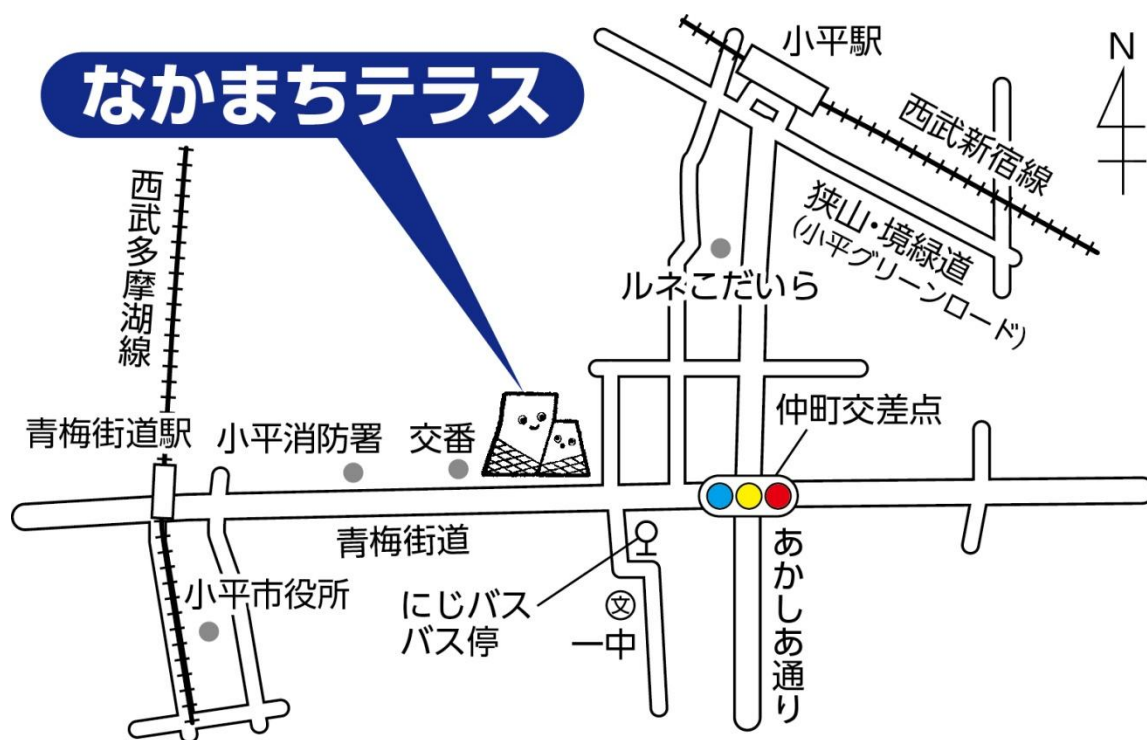 なかまちテラス
小平駅
N
西武新宿線
狭山・境緑道
(小平グリーンロード)
西武多摩湖線
ルネこだいら
仲町交差点
青梅街道駅
小平消防署
交番
青梅街道
小平市役所
にじバス
バス停
文
一中
あかしあ通り